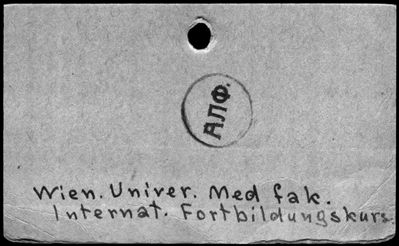 АЛФ.
Wien. Univer. Med fak.
Internat. Fortbildungskurs.